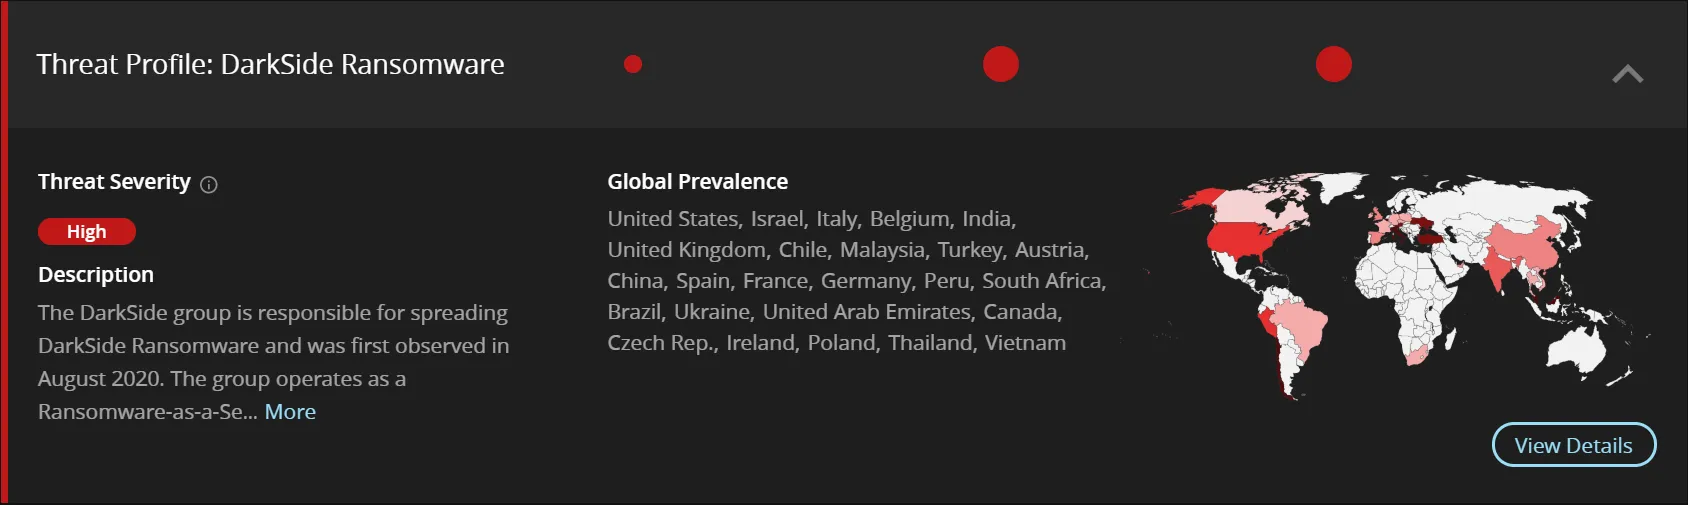 Threat Profile: DarkSide Ransomware
Threat Severity
High
Description
The DarkSide group is responsible for spreading
DarkSide Ransomware and was first observed in
August 2020. The group operates as a
Ransomware-as-a-Se... More
Global Prevalence
United States, Israel, Italy, Belgium, India,
United Kingdom, Chile, Malaysia, Turkey, Austria,
China, Spain, France, Germany, Peru, South Africa,
Brazil, Ukraine, United Arab Emirates, Canada,
Czech Rep., Ireland, Poland, Thailand, Vietnam
View Details